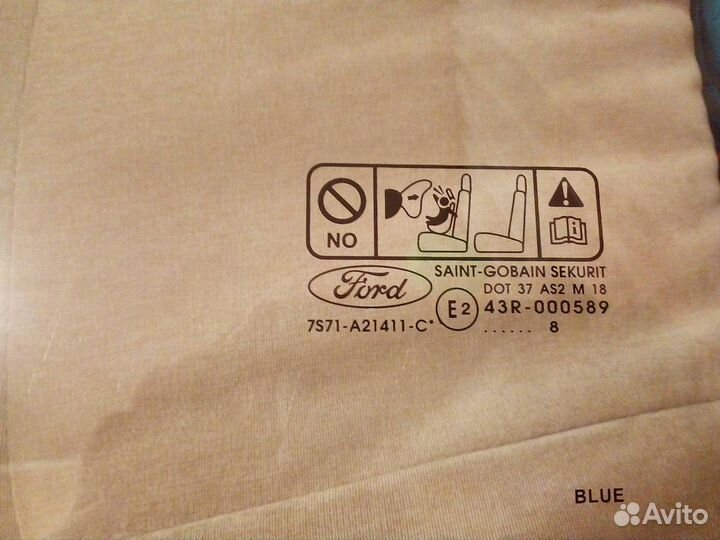 NO
SAINT-GOBAIN SEKURIT
Ford
DOT 37 AS2 M 18
E2 43R-000589
7S71-A21411-C*
...... 8
BLUE
Avito